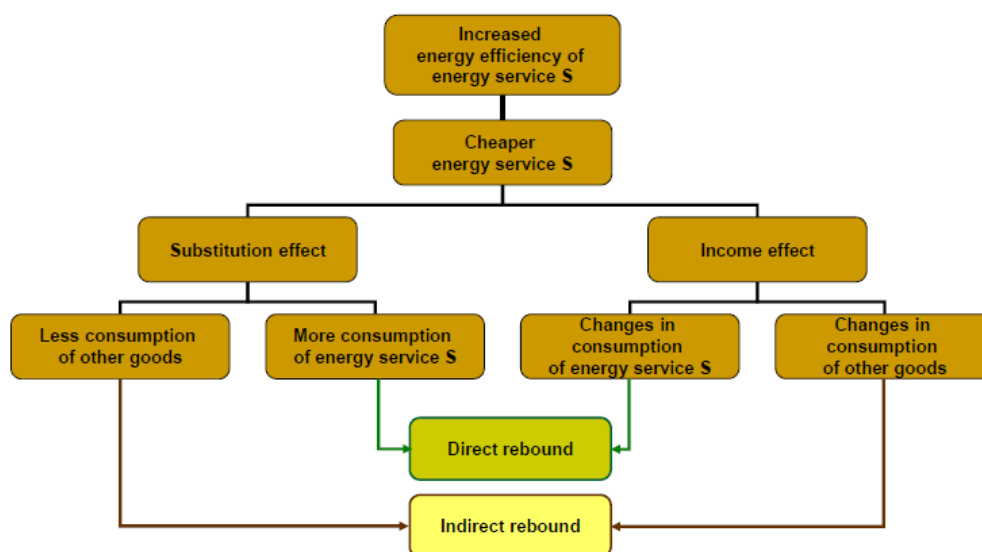 Increased
energy efficiency of
energy service S
Cheaper
energy service S
Substitution effect
Income effect
Less consumption
of other goods
More consumption
of energy service S
Changes in
consumption
of energy service S
Changes in
consumption
of other goods
Direct rebound
Indirect rebound